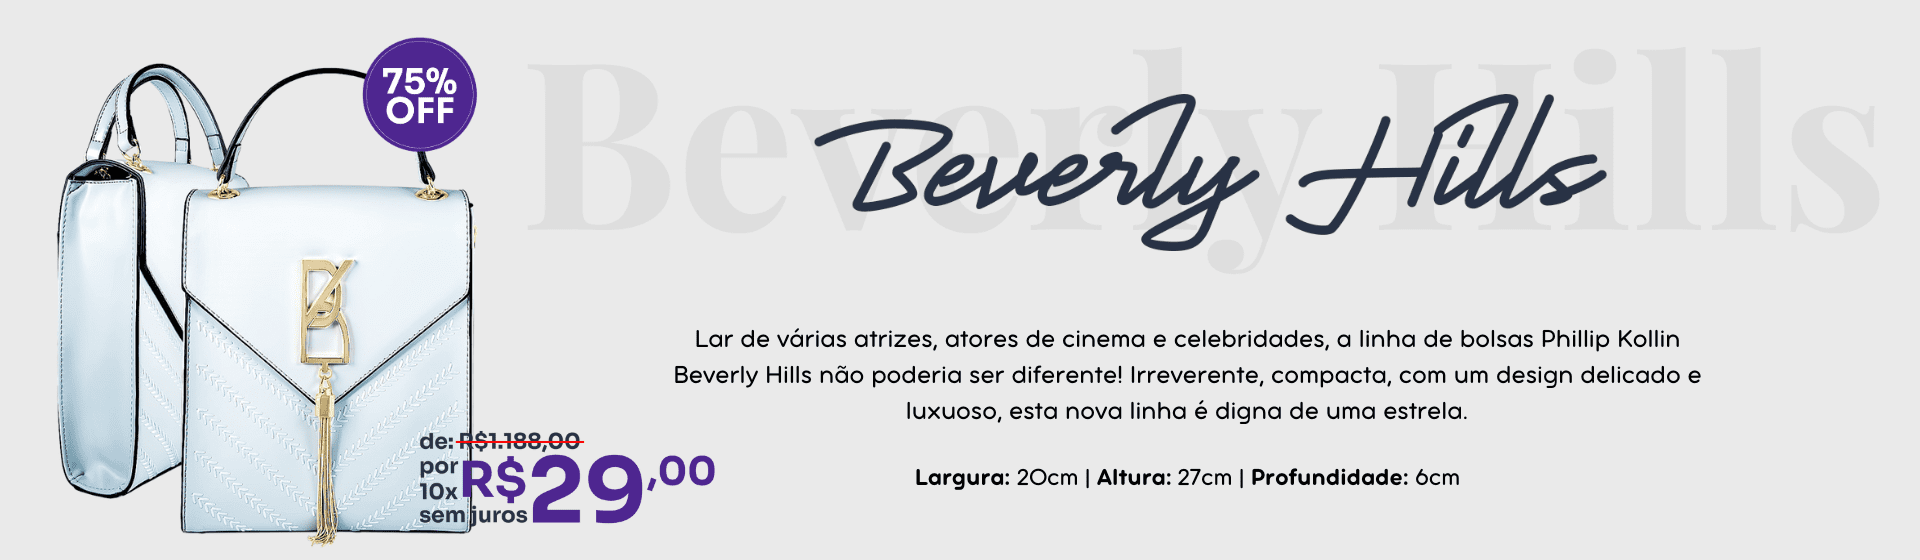 75%
OFF
Beverly Hills
Beverly Hills
Lar de várias atrizes, atores de cinema e celebridades, a linha de bolsas Phillip Kollin
Beverly Hills não poderia ser diferente! Irreverente, compacta, com um design delicado e
luxuoso, esta nova linha é digna de uma estrela.
Largura: 20cm | Altura: 27cm | Profundidade: 6cm
de: R$1.188,00
por
10x
sem juros
R$29,00